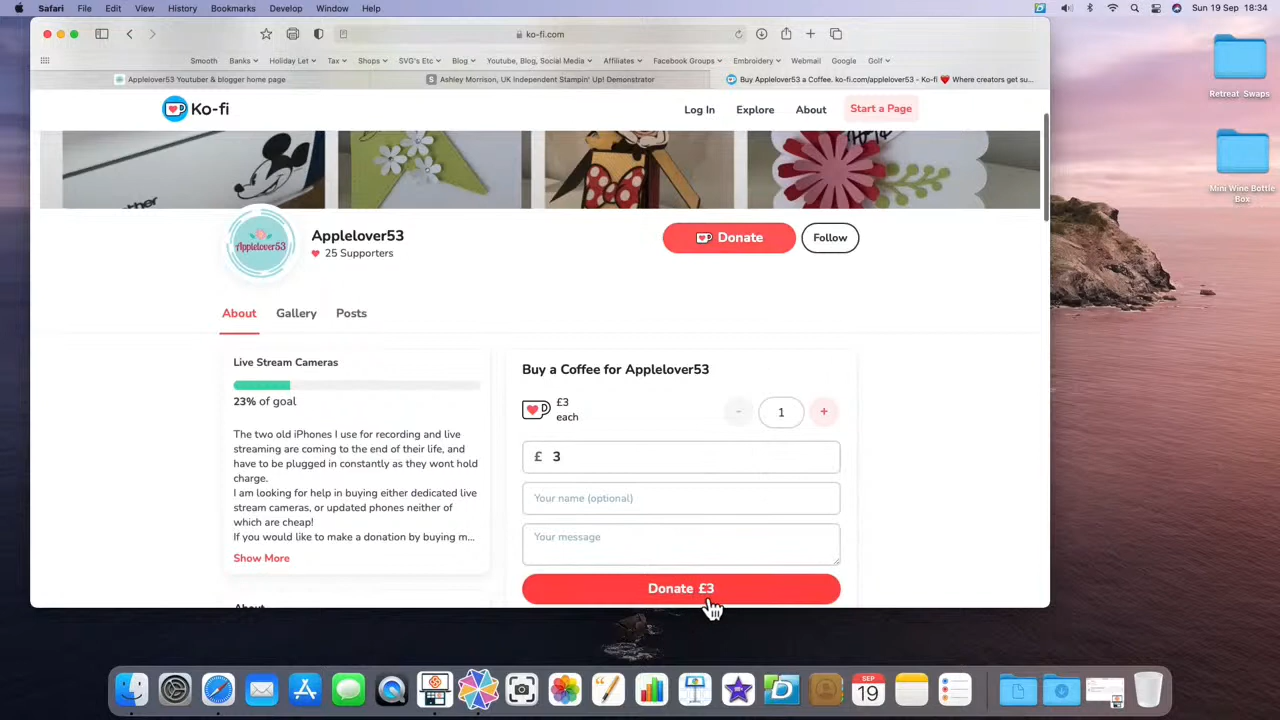 Safari File Edit View History Bookmarks Develop Window Help Sun 19 Sep 18:34
ko-fi.com
Smooth Banks Holiday Let Tax Shops SVG's Etc Blog Youtube, Blog, Social Media Affiliates Facebook Groups Embroidery Webmail Google Golf
Applelover53 Youtuber & blogger home page
Ashley Morrison, UK Independent Stampin' Up! Demonstrator
Buy Applelover53 a Coffee. ko-fi.com/applelover53 - Ko-fi ❤️ Where creators get su...
Ko-fi
Log In Explore About Start a Page
Applelover53
Applelover53
25 Supporters
Donate
Follow
About Gallery Posts
Live Stream Cameras
23% of goal
The two old iPhones I use for recording and live
streaming are coming to the end of their life, and
have to be plugged in constantly as they wont hold
charge.
I am looking for help in buying either dedicated live
stream cameras, or updated phones neither of
which are cheap!
If you would like to make a donation by buying m...
Show More
Buy a Coffee for Applelover53
£3
each
- 1 +
£ 3
Your name (optional)
Your message
Donate £3
Retreat Swaps
Mini Wine Bottle
Box
SEP
19